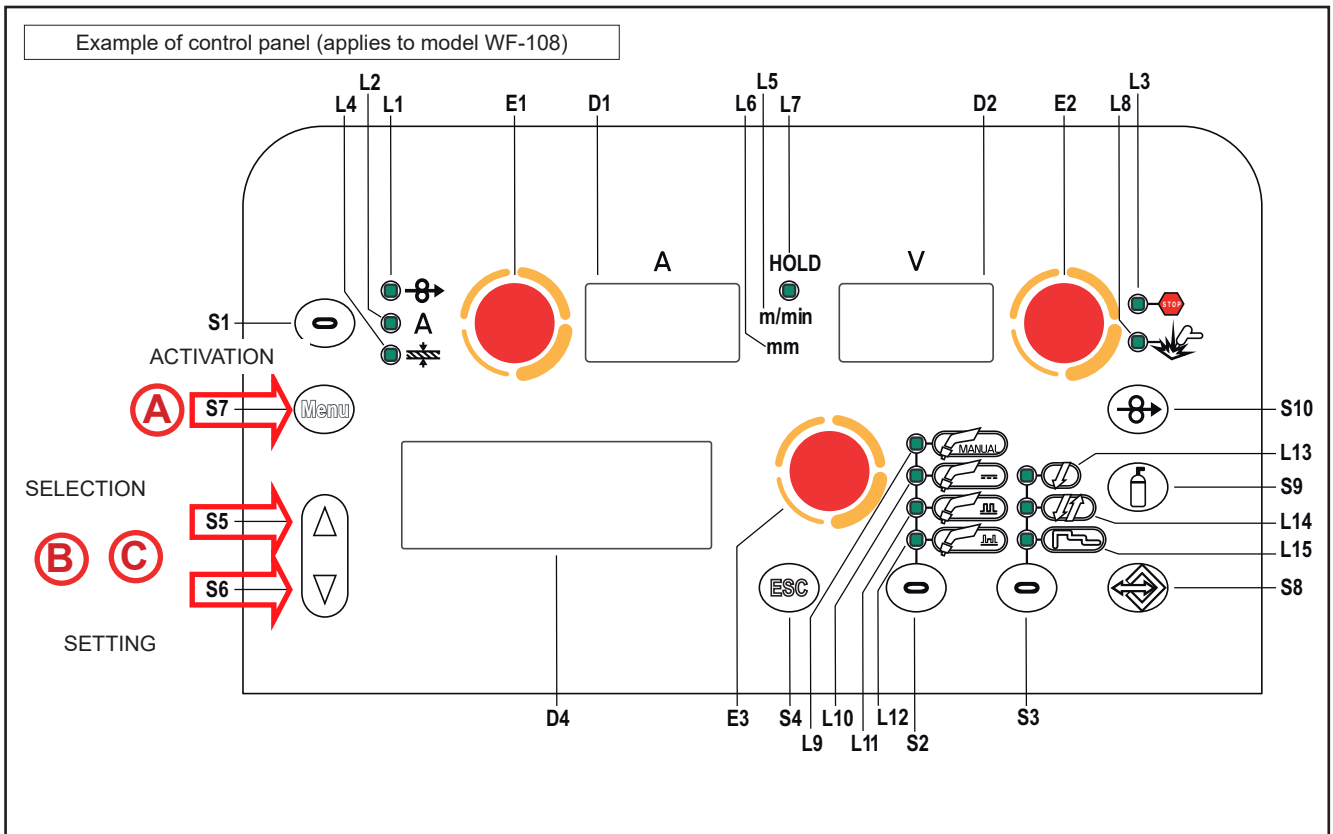 Example of control panel (applies to model WF-108)
L2 L5 L3
L4 L1 E1 D1 L6 L7 D2 E2 L8
A HOLD V
STOP
S1 A m/min
ACTIVATION mm
A S7 Menu S10
MANUAL L13
SELECTION S9
S5 L14
B C L15
S6 ESC S8
SETTING
D4 E3 S4 L10 L12 S3
L9 L11 S2